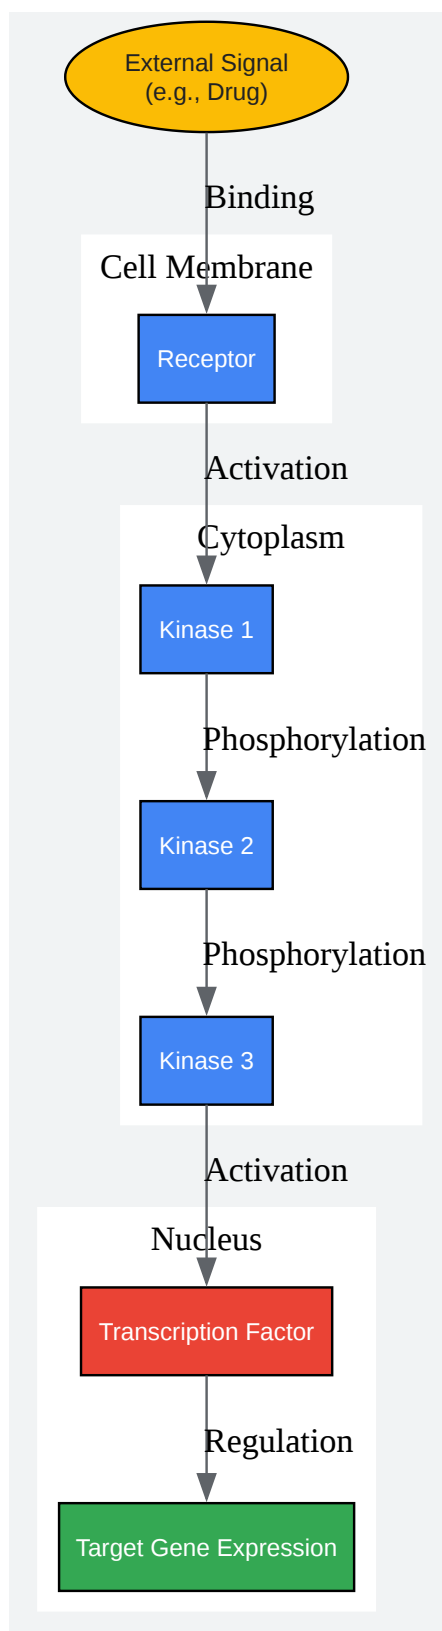 External Signal
(e.g., Drug)
Binding
Cell Membrane
Receptor
Activation
Cytoplasm
Kinase 1
Phosphorylation
Kinase 2
Phosphorylation
Kinase 3
Activation
Nucleus
Transcription Factor
Regulation
Target Gene Expression